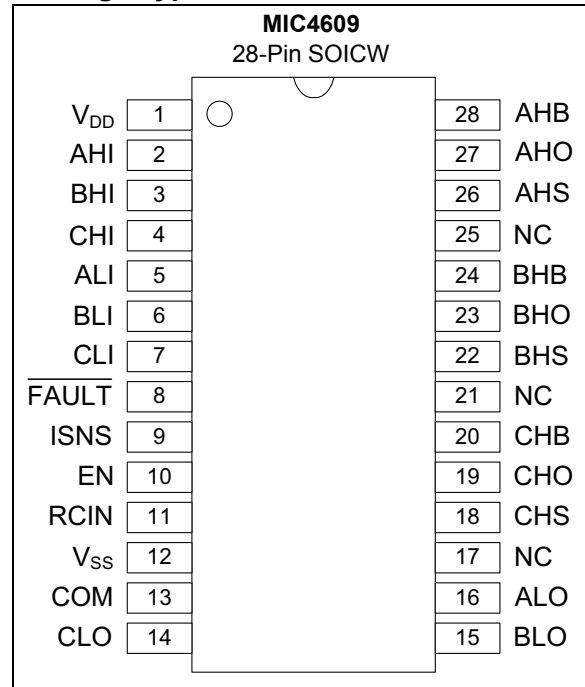 MIC4609
28-Pin SOICW
VDD 1 28 AHB
AHI 2 27 AHO
BHI 3 26 AHS
CHI 4 25 NC
ALI 5 24 BHB
BLI 6 23 BHO
CLI 7 22 BHS
FAULT 8 21 NC
ISNS 9 20 CHB
EN 10 19 CHO
RCIN 11 18 CHS
VSS 12 17 NC
COM 13 16 ALO
CLO 14 15 BLO